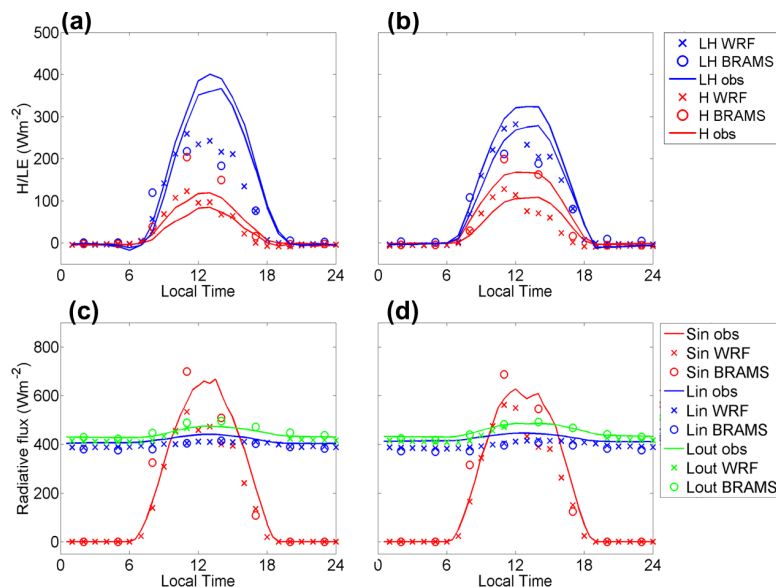 (a)
(b)
500
400
300
200
100
0
H/LE (Wm⁻²)
0 6 12 18 24
Local Time
0 6 12 18 24
Local Time
LH WRF
LH BRAMS
LH obs
H WRF
H BRAMS
H obs
(c)
(d)
800
600
400
200
0
Radiative flux (Wm⁻²)
0 6 12 18 24
Local Time
0 6 12 18 24
Local Time
Sin obs
Sin WRF
Sin BRAMS
Lin obs
Lin WRF
Lin BRAMS
Lout obs
Lout WRF
Lout BRAMS